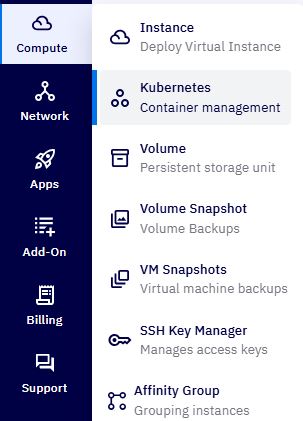 Compute
Network
Apps
Add-On
Billing
Support
Instance
Deploy Virtual Instance
Kubernetes
Container management
Volume
Persistent storage unit
Volume Snapshot
Volume Backups
VM Snapshots
Virtual machine backups
SSH Key Manager
Manages access keys
Affinity Group
Grouping instances